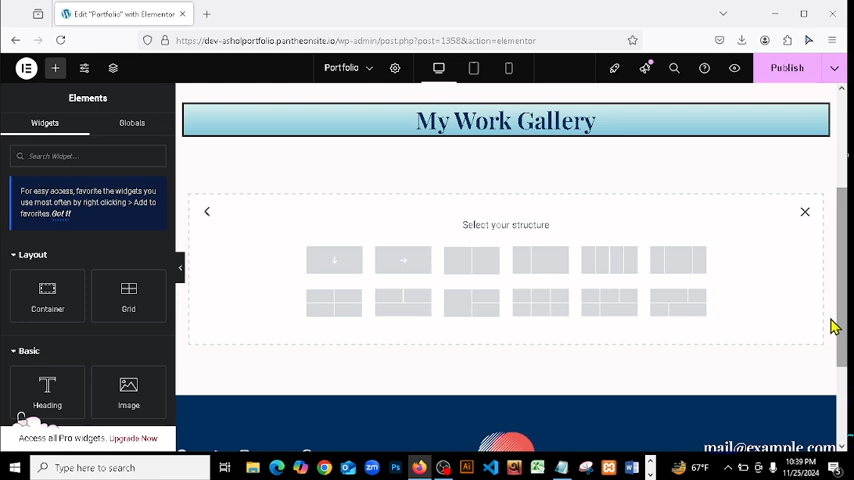 Edit "Portfolio" with Elementor
https://dev-asholportfolio.pantheonsite.io/wp-admin/post.php?post=1358&action=elementor
Portfolio
Publish
Elements
Widgets
Globals
Search Widget...
For easy access, favorite the widgets you
use most often by right clicking > Add to
favorites. Got It
Layout
Container
Grid
Basic
Heading
Image
Access all Pro widgets. Upgrade Now
My Work Gallery
Select your structure
mail@example.com
Type here to search
67°F
10:39 PM
11/25/2024